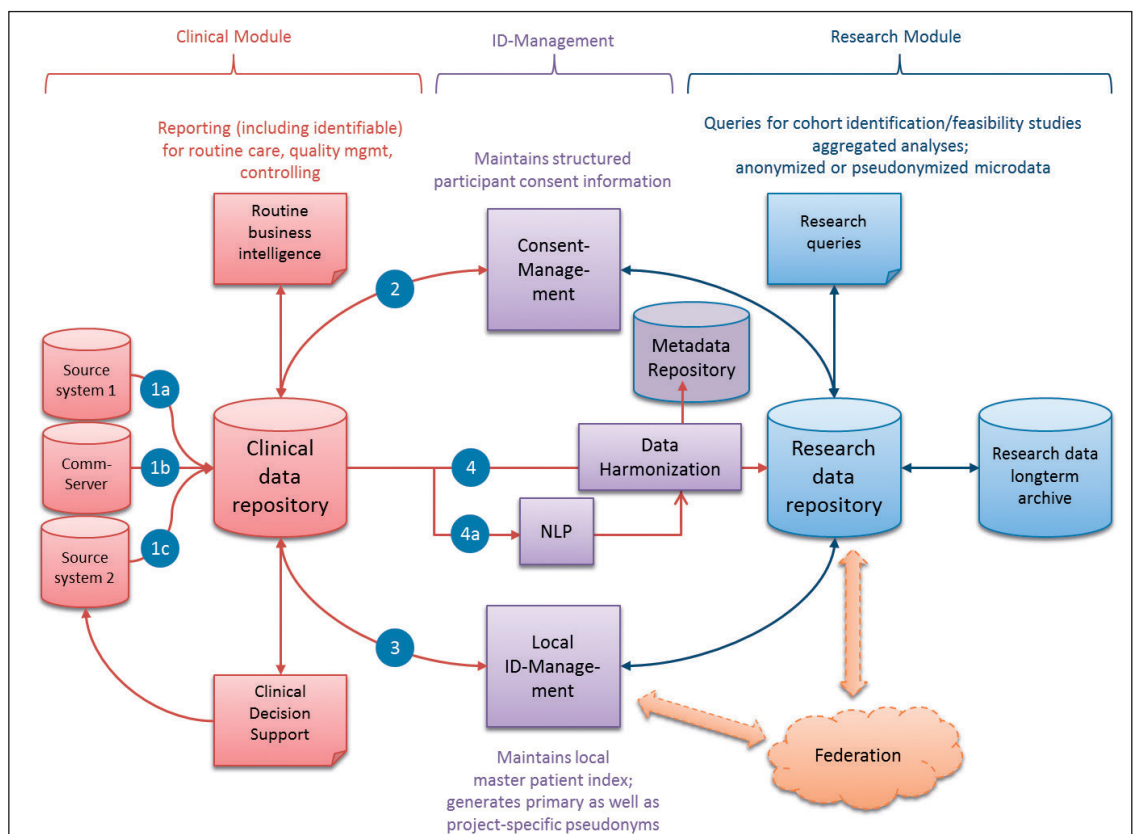 Clinical Module
ID-Management
Research Module
Reporting (including identifiable)
for routine care, quality mgmt,
controlling
Maintains structured
participant consent information
Queries for cohort identification/feasibility studies
aggregated analyses;
anonymized or pseudonymized microdata
Routine
business
intelligence
Consent-
Manage-
ment
Research
queries
2
Metadata
Repository
Source
system 1
1a
Comm-
Server
1b
Source
system 2
1c
Clinical
data
repository
4
Data
Harmonization
4a
NLP
Research
data
repository
Research data
longterm
archive
3
Local
ID-Manage-
ment
Clinical
Decision
Support
Federation
Maintains local
master patient index;
generates primary as well as
project-specific pseudonyms